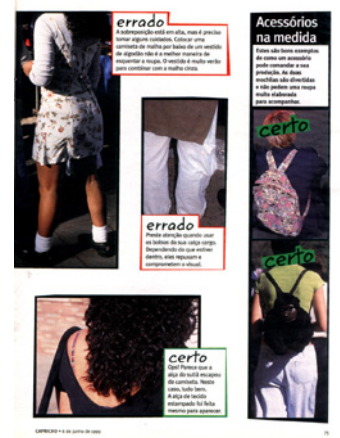 errado
A sobreposição está em alta, mas é preciso
tomar alguns cuidados. Colocar uma
camiseta de malha por baixo de um vestido
de algodão não é a melhor maneira de
esquentar a roupa. O vestido é muito verão
para combinar com a malha cinza.
errado
Preste atenção quando usar
os bolsos da sua calça cargo.
Dependendo do que estiver
dentro, eles repuxam e
comprometem o visual.
certo
Ops! Parece que a
alça do sutiã escapou
da camiseta. Neste
caso, tudo bem.
A alça de tecido
estampado foi feita
mesmo para aparecer.
Acessórios
na medida
Estes são bons exemplos
de como um acessório
pode comandar a sua
produção. As duas
mochilas são divertidas
e não pedem uma roupa
muito elaborada
para acompanhar.
certo
certo
CAPRICHO • 6 de junho de